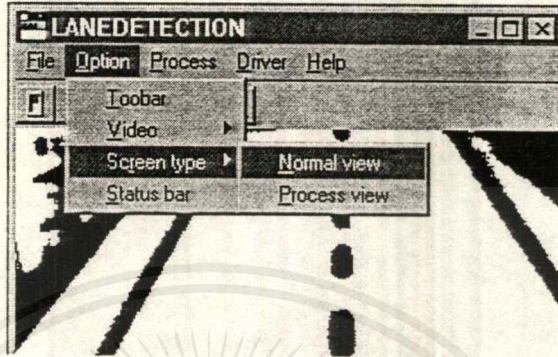 LANEDETECTION
File Option Process Driver Help
Toobar
Video
Screen type Normal view
Status bar Process view